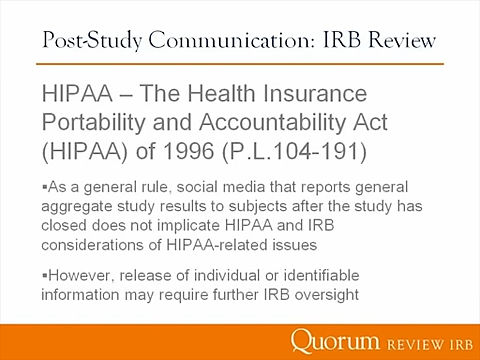 Post-Study Communication: IRB Review
HIPAA – The Health Insurance
Portability and Accountability Act
(HIPAA) of 1996 (P.L.104-191)
▪As a general rule, social media that reports general
aggregate study results to subjects after the study has
closed does not implicate HIPAA and IRB
considerations of HIPAA-related issues
▪However, release of individual or identifiable
information may require further IRB oversight
Quorum REVIEW IRB